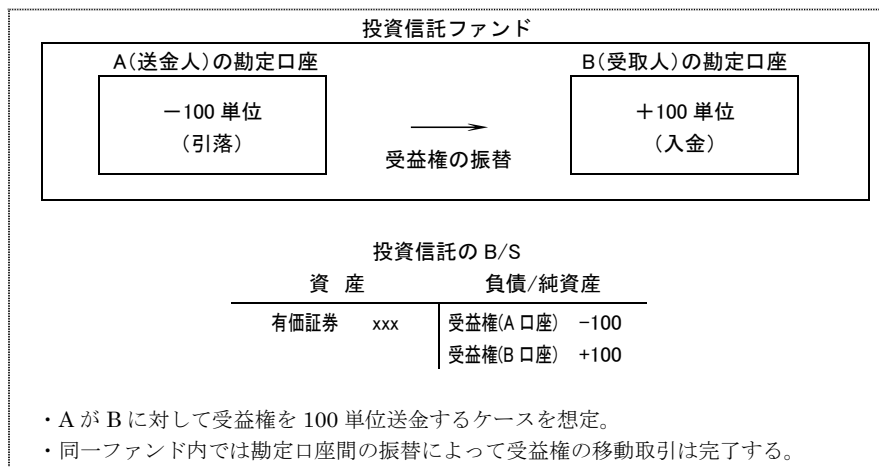 投資信託ファンド
A(送金人)の勘定口座
B(受取人)の勘定口座
－100 単位
(引落)
受益権の振替
＋100 単位
(入金)
投資信託の B/S
資 産
負債/純資産
有価証券 xxx
受益権(A 口座) -100
受益権(B 口座) +100
・A が B に対して受益権を 100 単位送金するケースを想定。
・同一ファンド内では勘定口座間の振替によって受益権の移動取引は完了する。